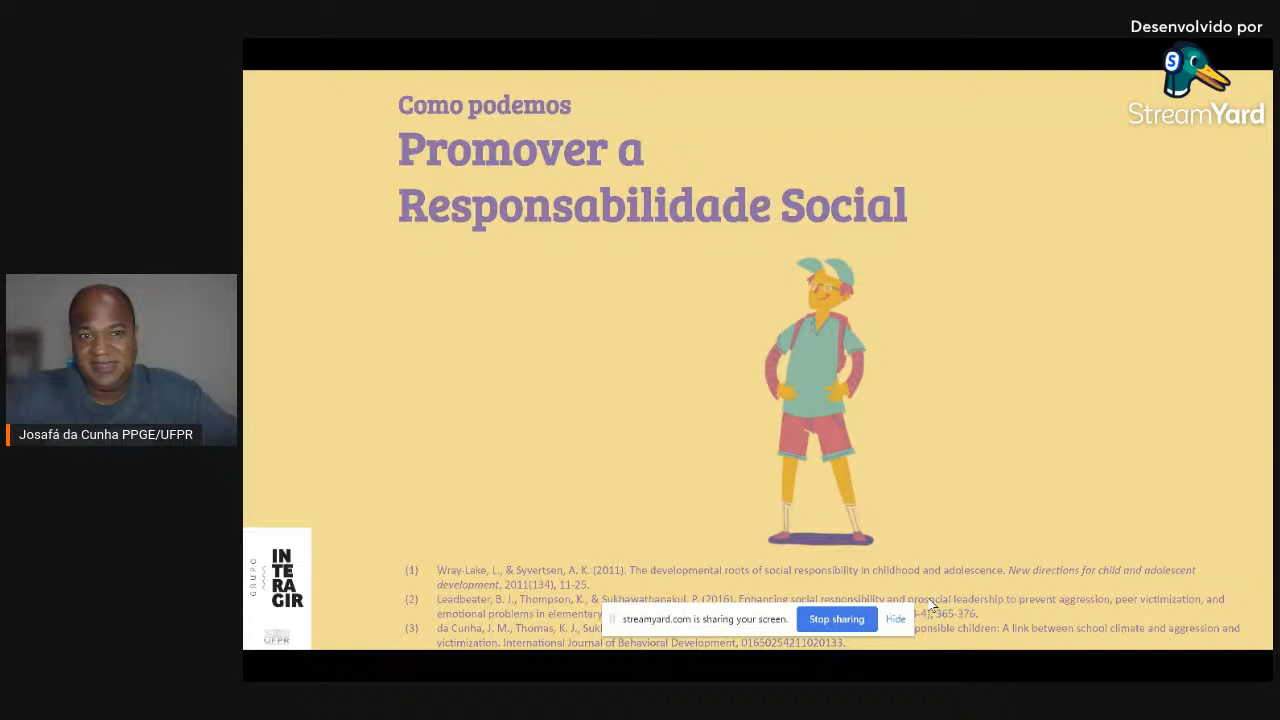 Desenvolvido por
StreamYard
Como podemos
Promover a
Responsabilidade Social
Josafá da Cunha PPGE/UFPR
GRUPO
IN
TE
RA
GIR
UFPR
(1) Wray-Lake, L., & Syvertsen, A. K. (2011). The developmental roots of social responsibility in childhood and adolescence. New directions for child and adolescent
development, 2011(134), 11-25.
(2) Leadbeater, B. J., Thompson, K., & Sukhawathanakul, P. (2016). Enhancing social responsibility and prosocial leadership to prevent aggression, peer victimization, and
emotional problems in elementary 365-376.
streamyard.com is sharing your screen. Stop sharing Hide
(3) da Cunha, J. M., Thomas, K. J., Suk children: A link between school climate and aggression and
victimization. International Journal of Behavioral Development, 01650254211020133.